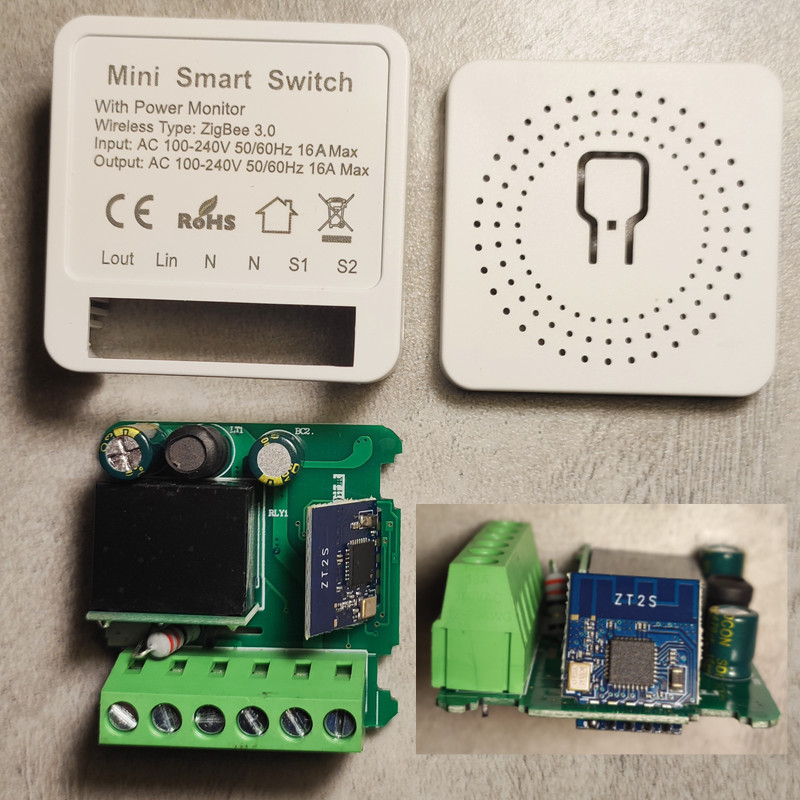 Mini Smart Switch
With Power Monitor
Wireless Type: ZigBee 3.0
Input: AC 100-240V 50/60Hz 16A Max
Output: AC 100-240V 50/60Hz 16A Max
CE RoHS
Lout Lin N N S1 S2
LT1 EC2.
RLY1
ZT2S
ZT2S